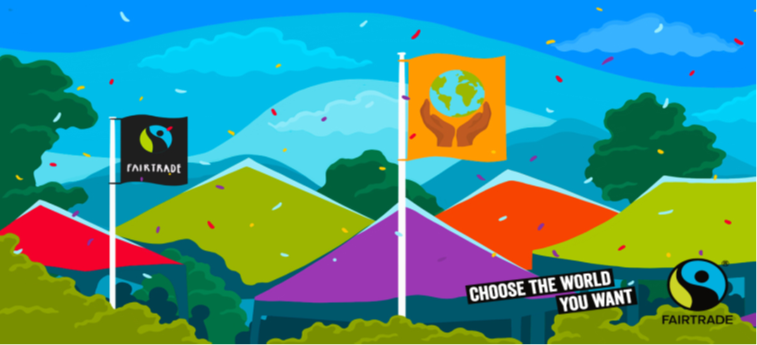 FAIRTRADE
CHOOSE THE WORLD
YOU WANT
®
FAIRTRADE